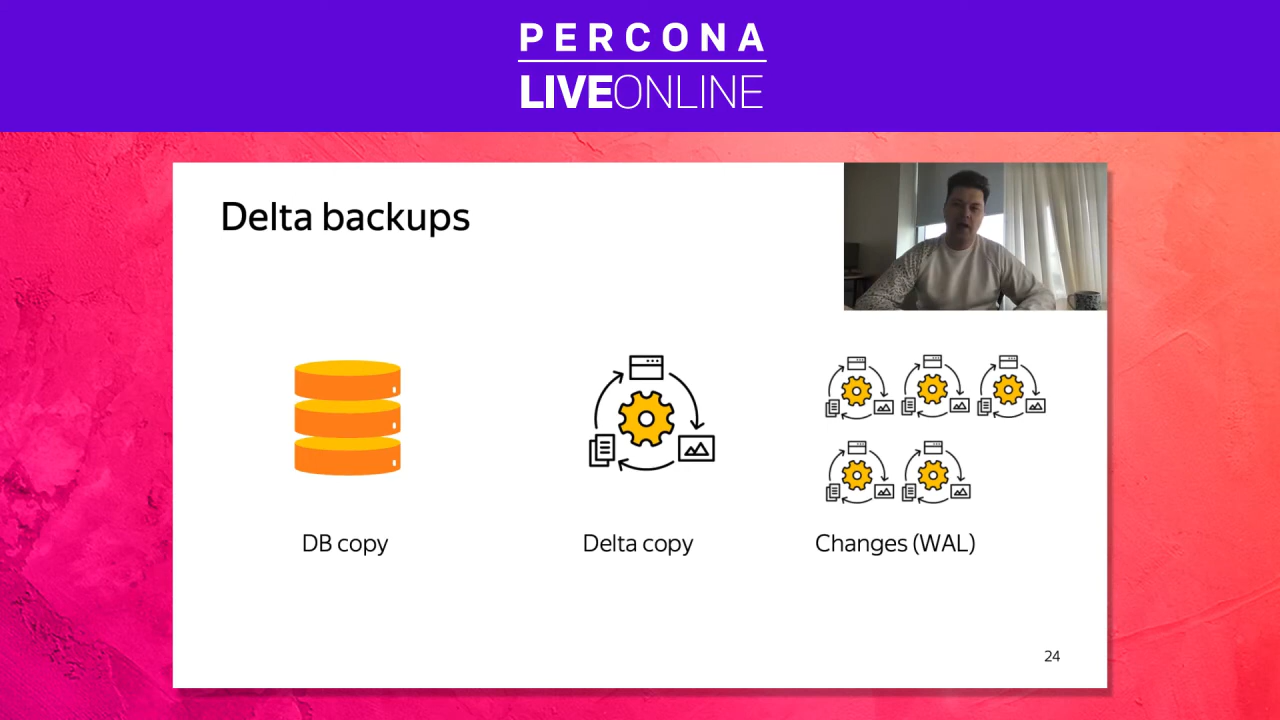 PERCONA
LIVEONLINE
Delta backups
DB copy
Delta copy
Changes (WAL)
24